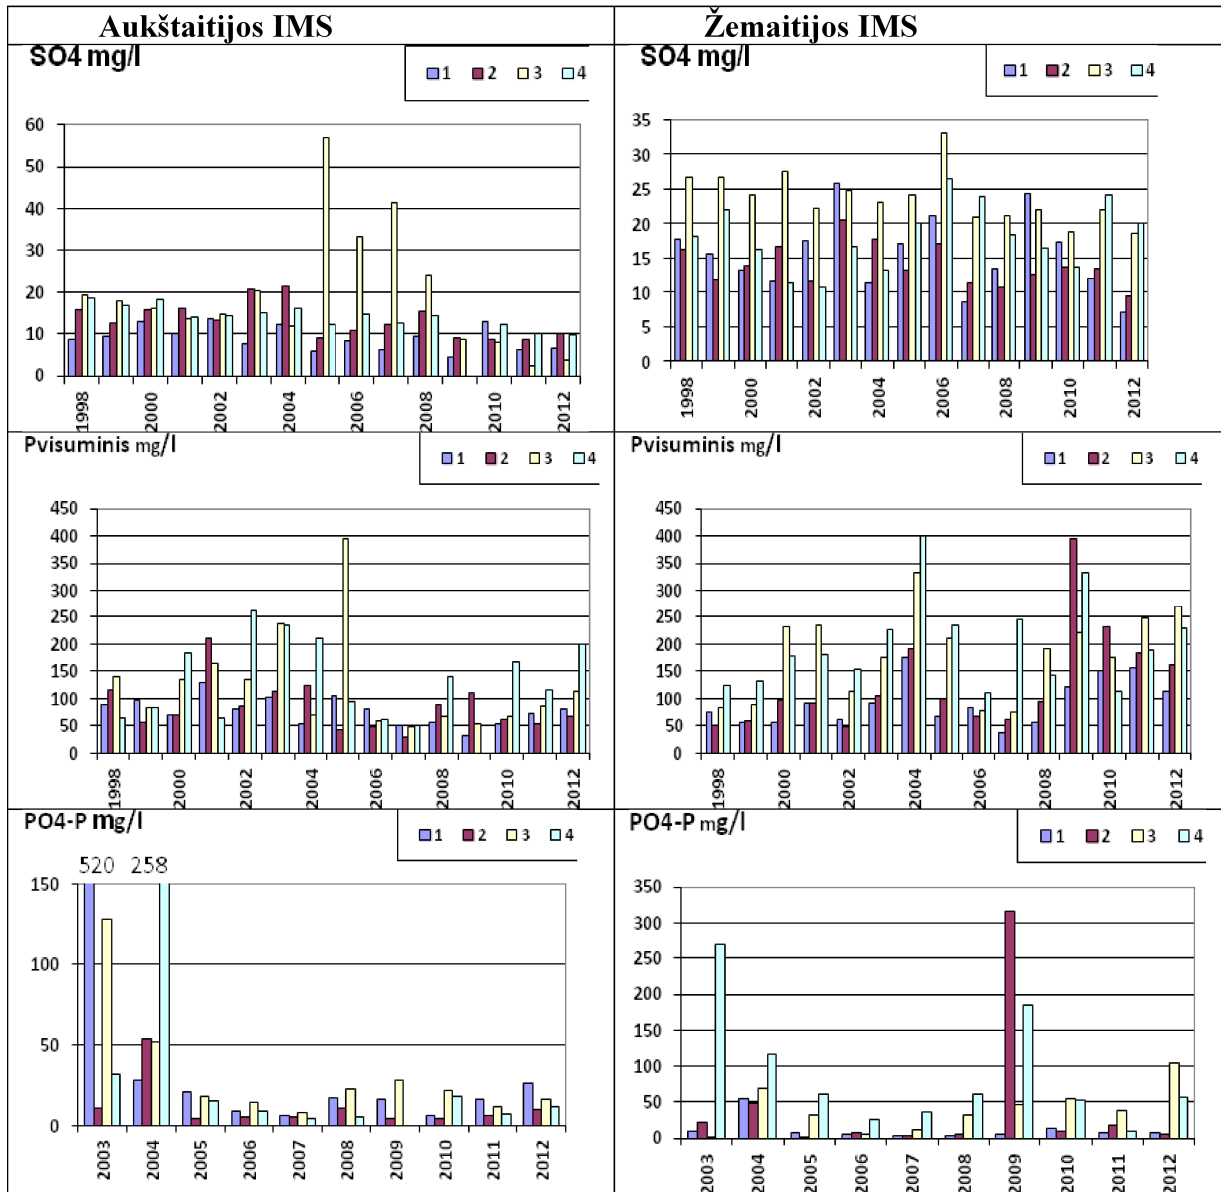 Aukštaitijos IMS
Žemaitijos IMS
SO4 mg/l
1 2 3 4
60
50
40
30
20
10
0
1998 2000 2002 2004 2006 2008 2010 2012
SO4 mg/l
1 2 3 4
35
30
25
20
15
10
5
0
1998 2000 2002 2004 2006 2008 2010 2012
Pvisuminis mg/l
1 2 3 4
450
400
350
300
250
200
150
100
50
0
1998 2000 2002 2004 2006 2008 2010 2012
Pvisuminis mg/l
1 2 3 4
450
400
350
300
250
200
150
100
50
0
1998 2000 2002 2004 2006 2008 2010 2012
PO4-P mg/l
1 2 3 4
520 258
150
100
50
0
2003 2004 2005 2006 2007 2008 2009 2010 2011 2012
PO4-P mg/l
1 2 3 4
350
300
250
200
150
100
50
0
2003 2004 2005 2006 2007 2008 2009 2010 2011 2012